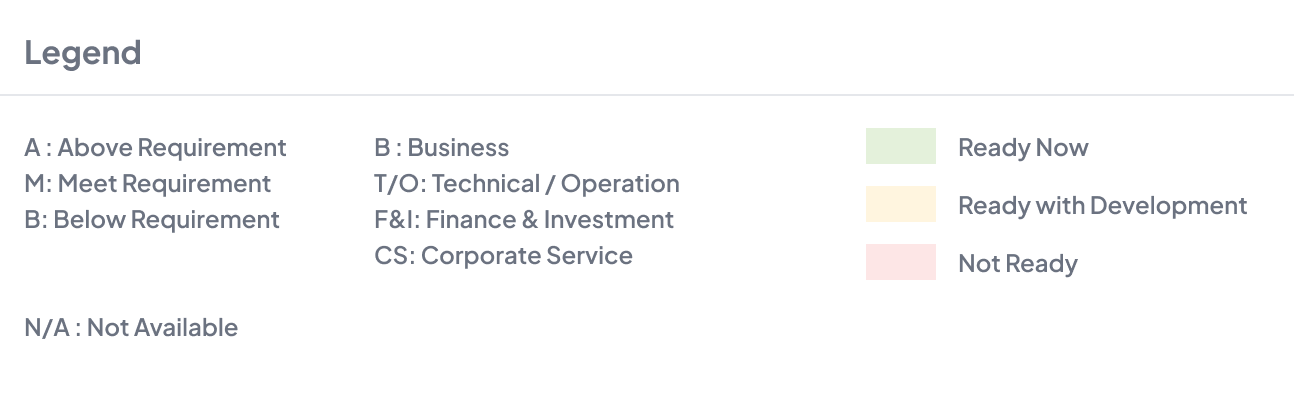 Legend
A : Above Requirement
M: Meet Requirement
B: Below Requirement
N/A : Not Available
B : Business
T/O: Technical / Operation
F&I: Finance & Investment
CS: Corporate Service
Ready Now
Ready with Development
Not Ready